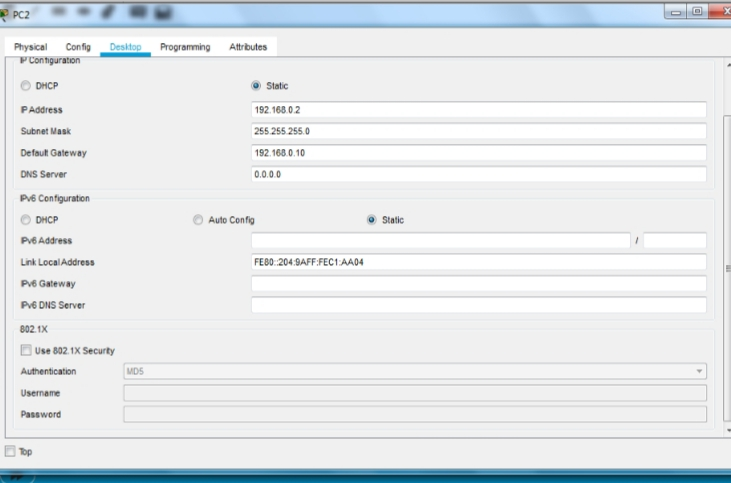 PC2
Physical Config Desktop Programming Attributes
IP Configuration
DHCP Static
IP Address 192.168.0.2
Subnet Mask 255.255.255.0
Default Gateway 192.168.0.10
DNS Server 0.0.0.0
IPv6 Configuration
DHCP Auto Config Static
IPv6 Address /
Link Local Address FE80::204:9AFF:FEC1:AA04
IPv6 Gateway
IPv6 DNS Server
802.1X
Use 802.1X Security
Authentication MD5
Username
Password
Top